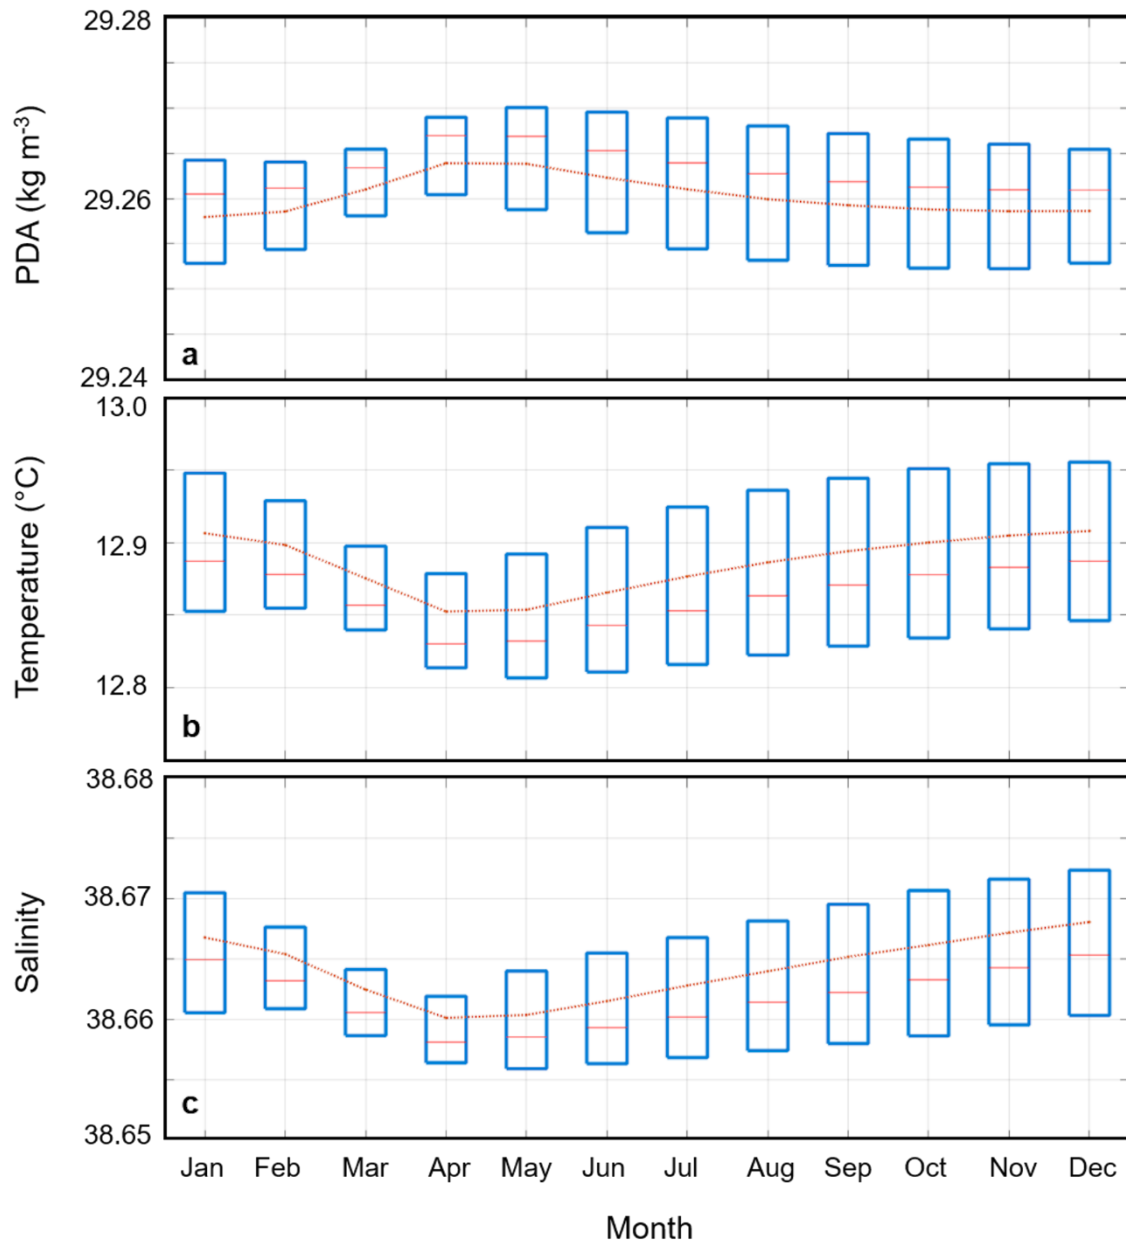 29.28
29.26
29.24
PDA (kg m-3)
a
13.0
12.9
12.8
Temperature (°C)
b
38.68
38.67
38.66
38.65
Salinity
c
Jan Feb Mar Apr May Jun Jul Aug Sep Oct Nov Dec
Month